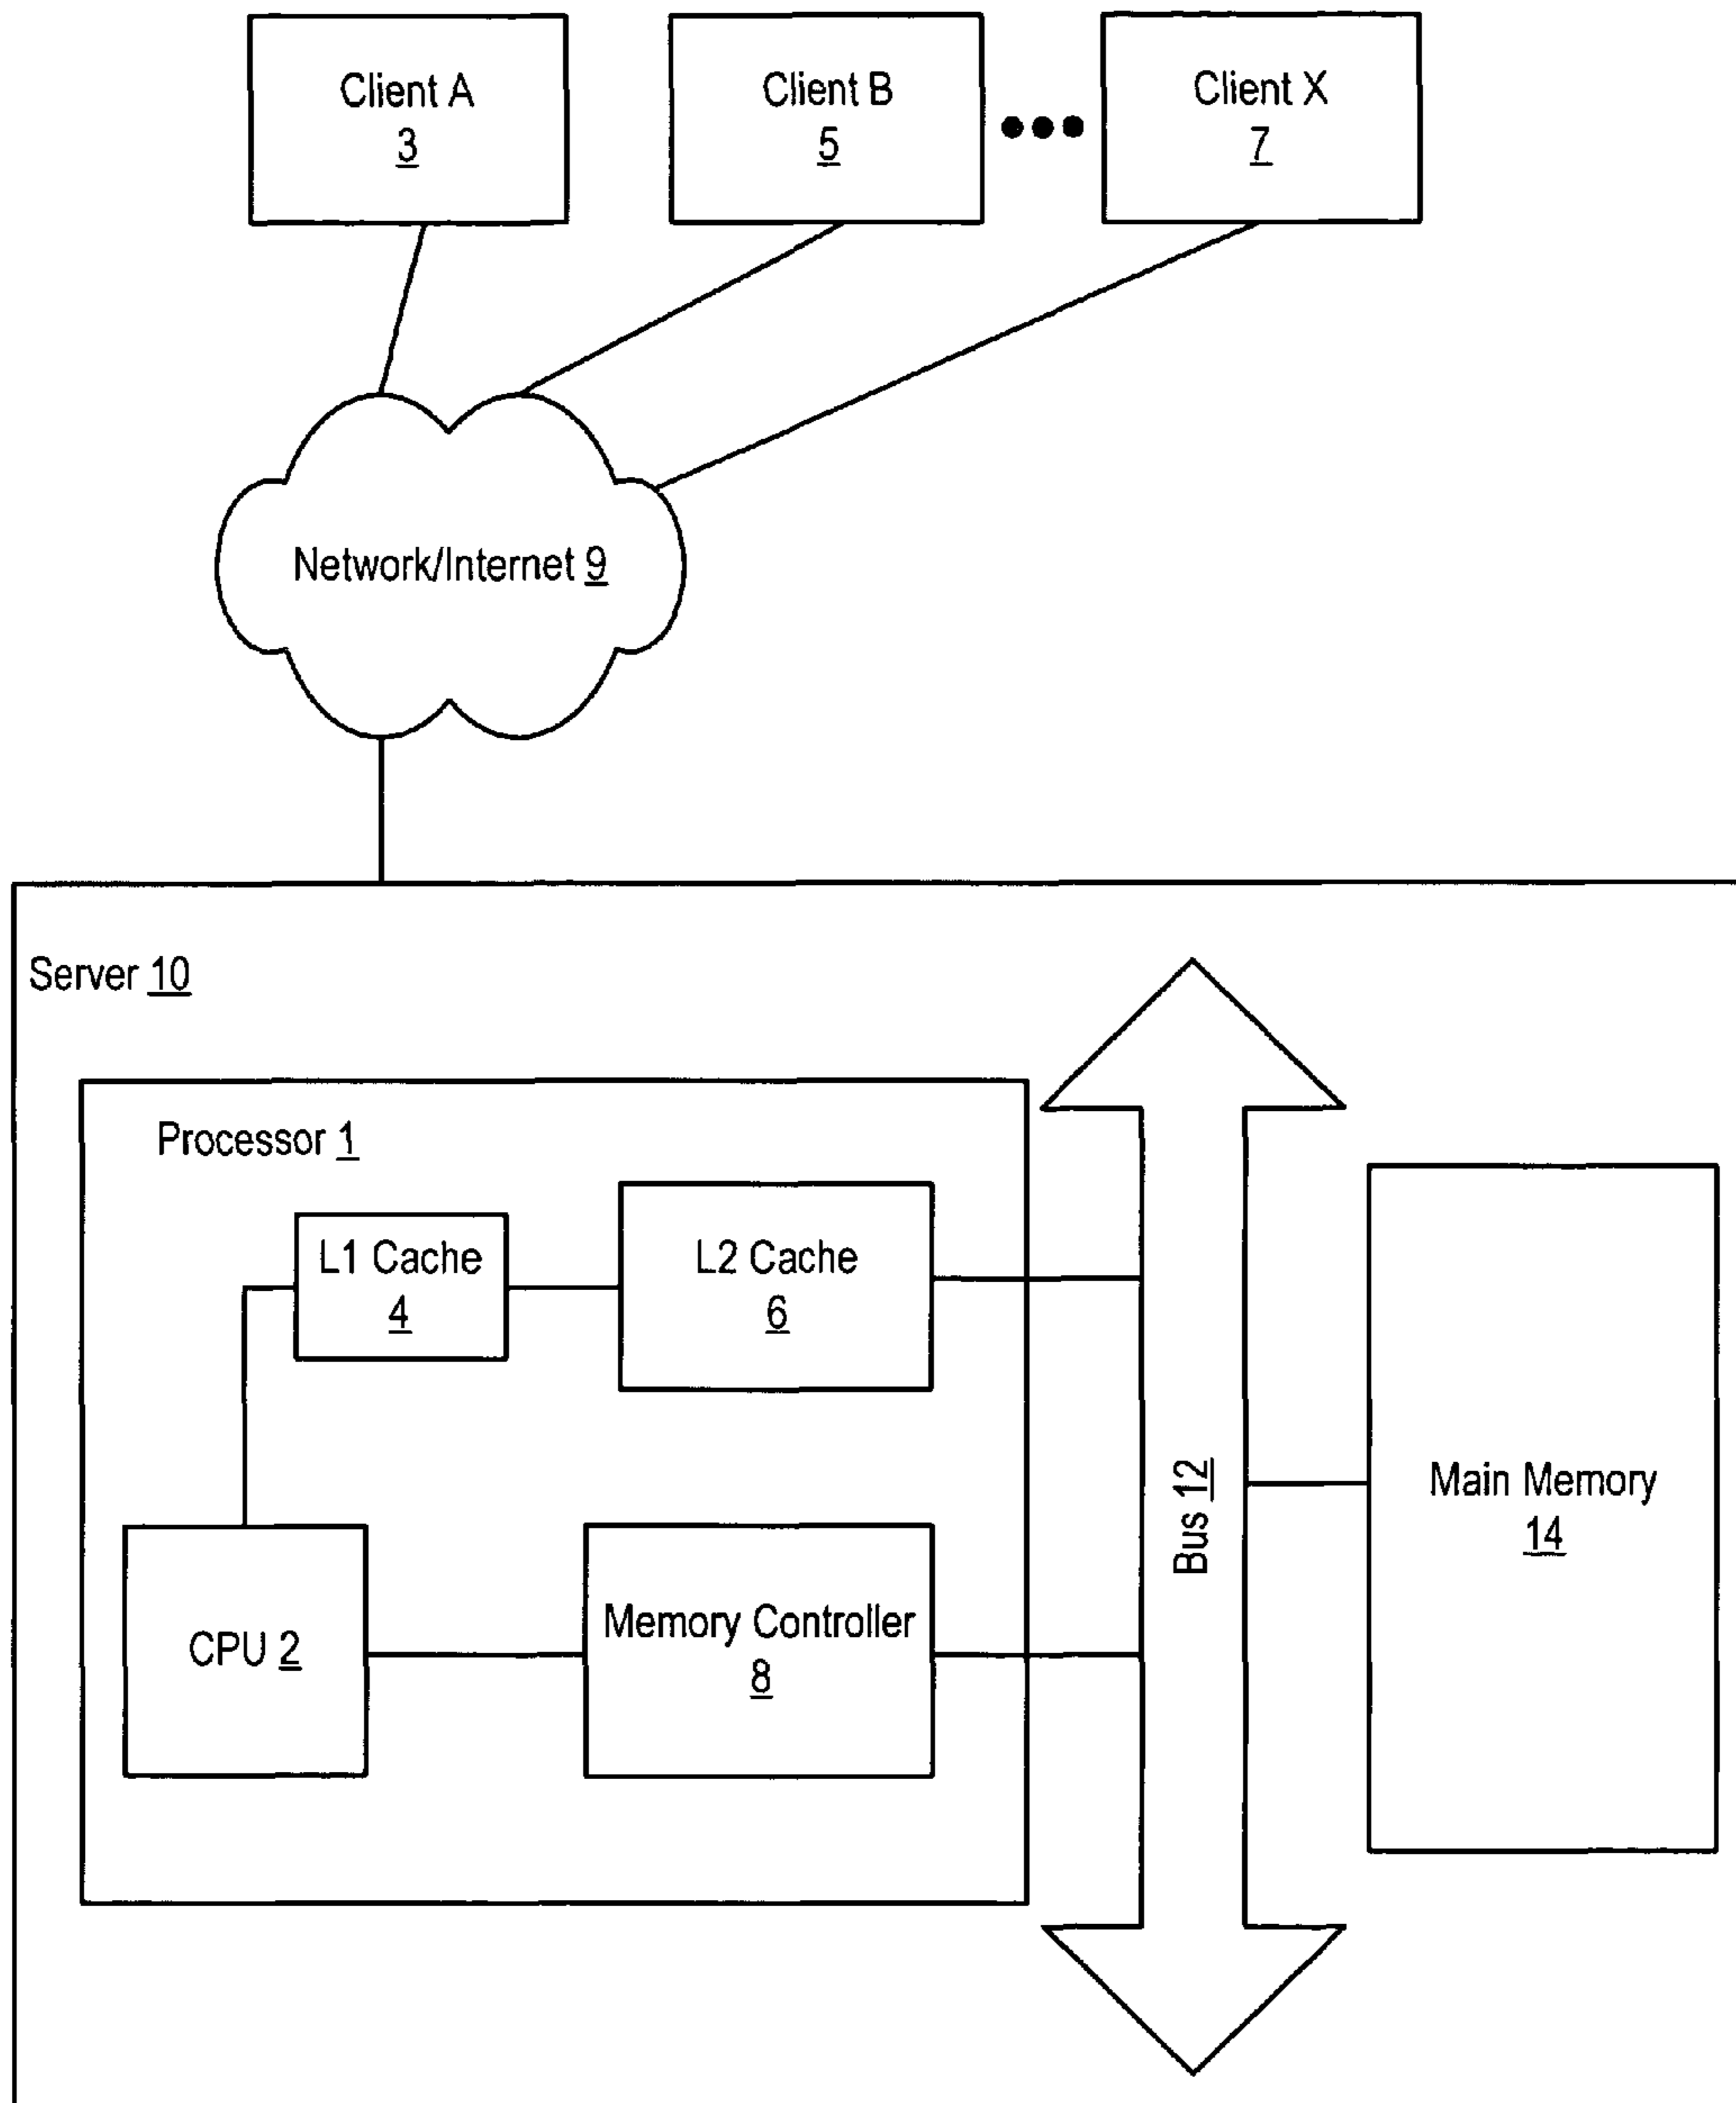 Client A
3
Client B
5
Client X
7
Network/Internet 9
Server 10
Processor 1
L1 Cache
4
L2 Cache
6
CPU 2
Memory Controller
8
Bus 12
Main Memory
14